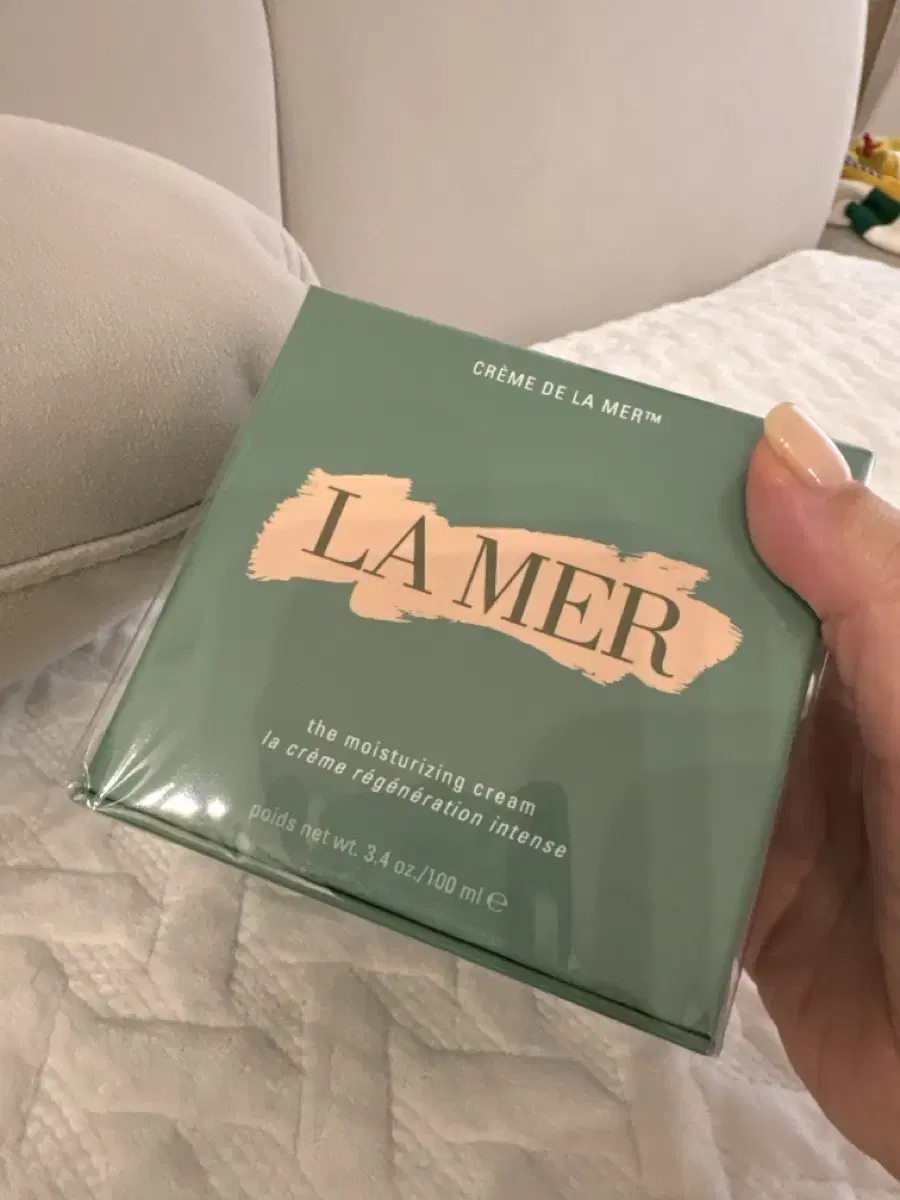 CRÈME DE LA MER™
LA MER
the moisturizing cream
la crème régénération intense
poids net wt. 3.4 oz./100 ml ℮